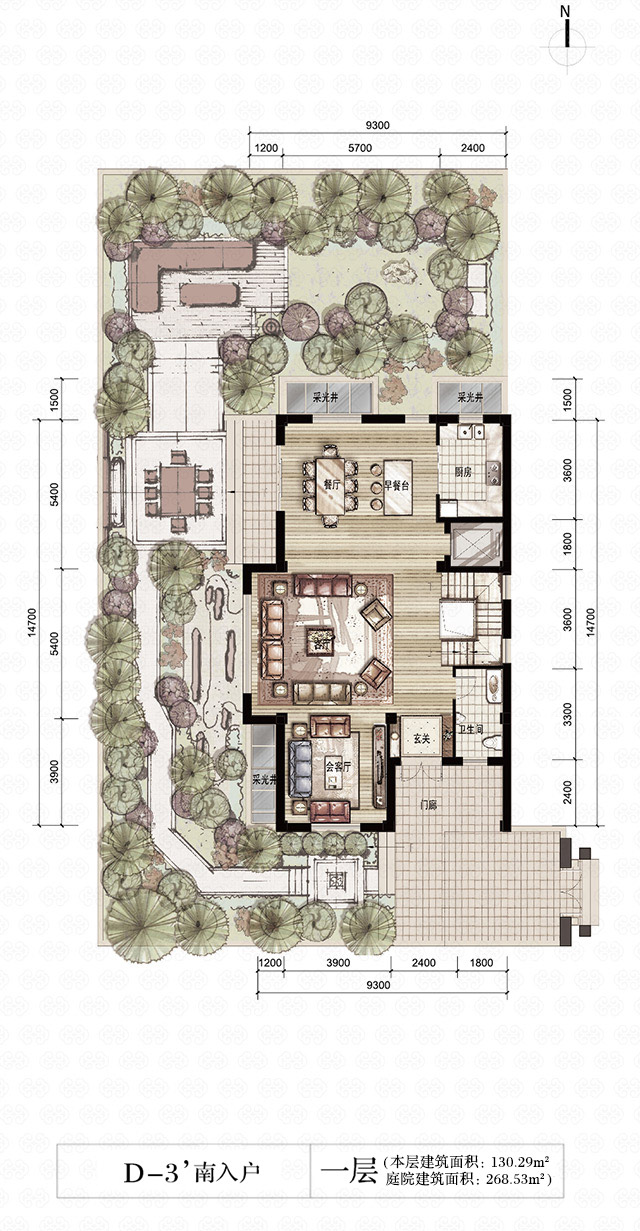 N
9300
1200 5700 2400
采光井 采光井
1500 1500
厨房
餐厅 早餐台
5400 3600
1800
14700 14700
客厅
5400 3600
卫生间
玄关
会客厅
采光井
3300
门廊
3900 2400
1200 3900 2400 1800
9300
D-3’南入户 一层 (本层建筑面积: 130.29m²
庭院建筑面积: 268.53m²)